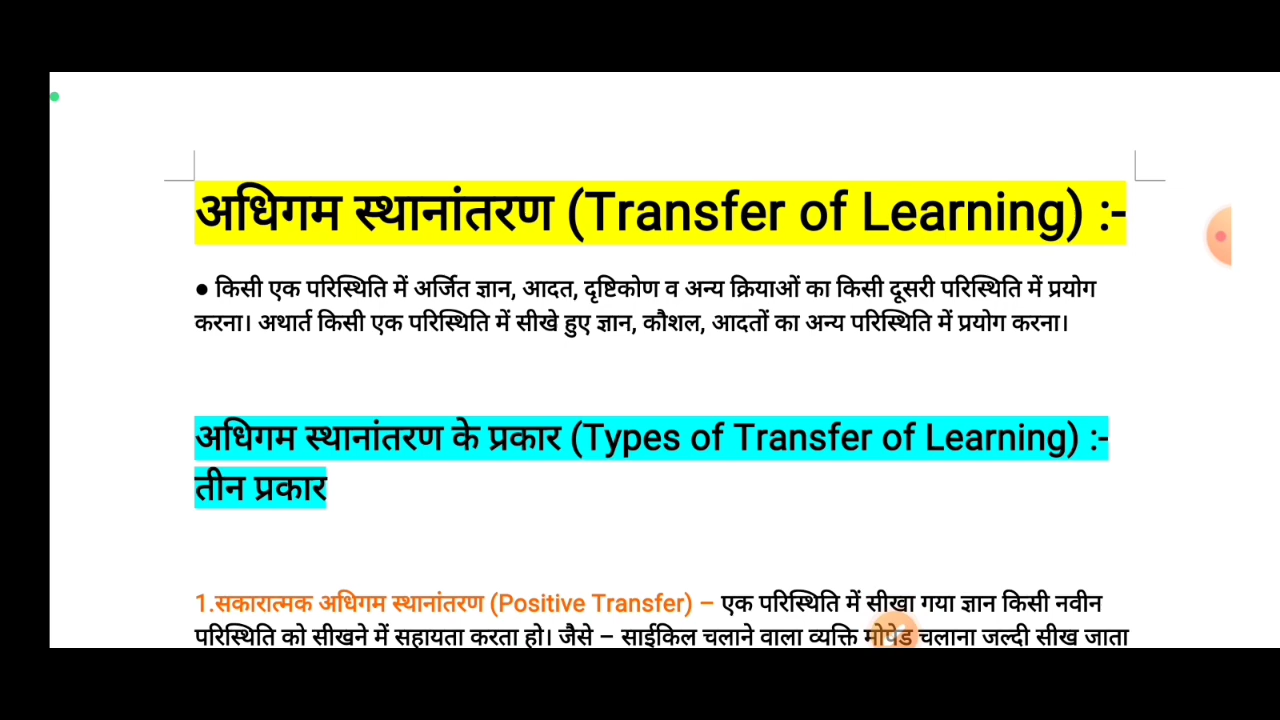 अधिगम स्थानांतरण (Transfer of Learning) :-
● किसी एक परिस्थिति में अर्जित ज्ञान, आदत, दृष्टिकोण व अन्य क्रियाओं का किसी दूसरी परिस्थिति में प्रयोग
करना। अथार्त किसी एक परिस्थिति में सीखे हुए ज्ञान, कौशल, आदतों का अन्य परिस्थिति में प्रयोग करना।
अधिगम स्थानांतरण के प्रकार (Types of Transfer of Learning) :-
तीन प्रकार
1.सकारात्मक अधिगम स्थानांतरण (Positive Transfer) – एक परिस्थिति में सीखा गया ज्ञान किसी नवीन
परिस्थिति को सीखने में सहायता करता हो। जैसे – साईकिल चलाने वाला व्यक्ति मोपेड चलाना जल्दी सीख जाता